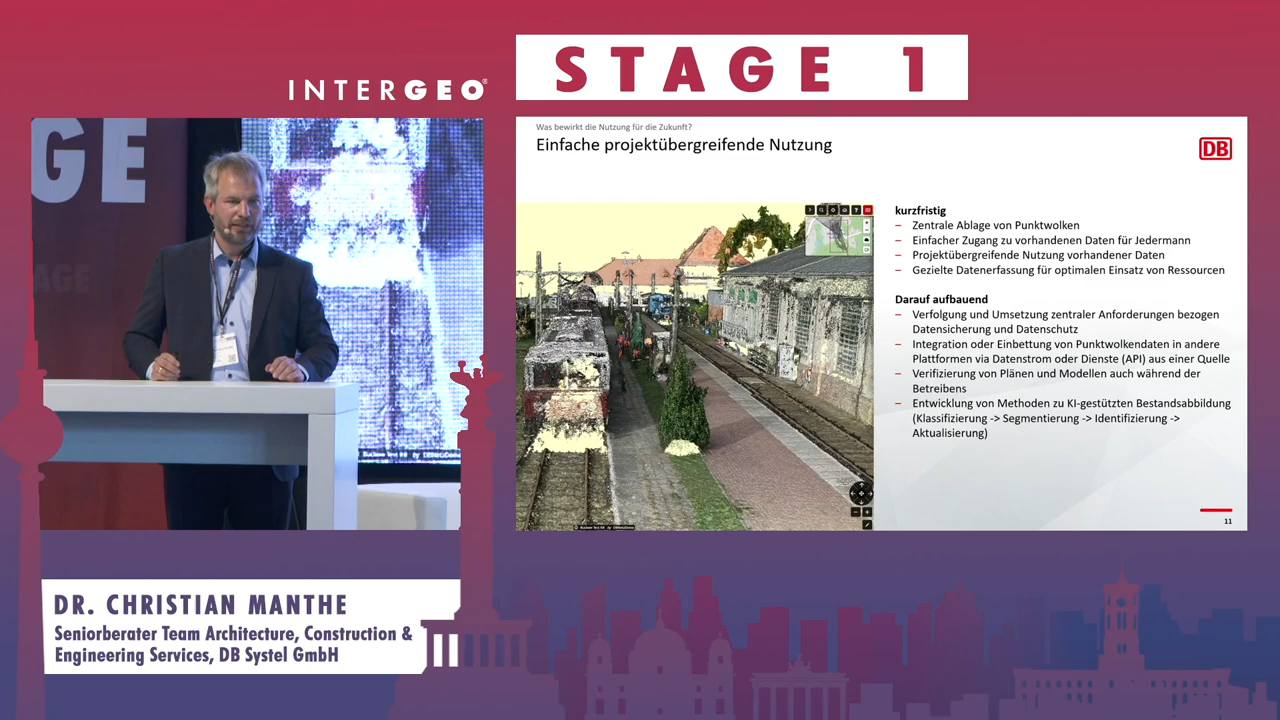 STAGE 1
INTERGEO®
GE
Was bewirkt die Nutzung für die Zukunft?
Einfache projektübergreifende Nutzung
DB
kurzfristig
– Zentrale Ablage von Punktwolken
– Einfacher Zugang zu vorhandenen Daten für Jedermann
– Projektübergreifende Nutzung vorhandener Daten
– Gezielte Datenerfassung für optimalen Einsatz von Ressourcen
Darauf aufbauend
– Verfolgung und Umsetzung zentraler Anforderungen bezogen
Datensicherung und Datenschutz
– Integration oder Einbettung von Punktwolkendaten in andere
Plattformen via Datenstrom oder Dienste (API) aus einer Quelle
– Verifizierung von Plänen und Modellen auch während der
Betreibens
– Entwicklung von Methoden zu KI-gestützten Bestandsabbildung
(Klassifizierung -> Segmentierung -> Identifizierung ->
Aktualisierung)
11
DR. CHRISTIAN MANTHE
Seniorberater Team Architecture, Construction &
Engineering Services, DB Systel GmbH